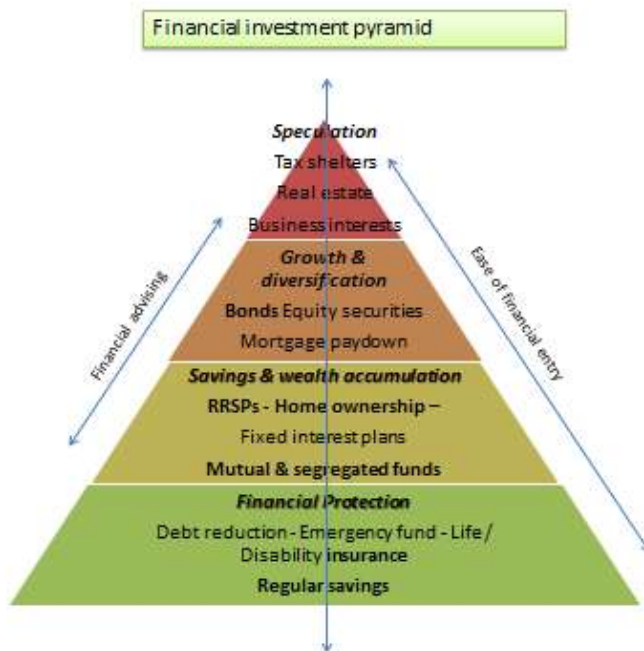 Financial investment pyramid
Speculation
Tax shelters
Real estate
Business interests
Growth &
diversification
Bonds Equity securities
Mortgage paydown
Savings & wealth accumulation
RRSPs - Home ownership –
Fixed interest plans
Mutual & segregated funds
Financial Protection
Debt reduction - Emergency fund - Life /
Disability insurance
Regular savings
Financial advising
Ease of financial entry